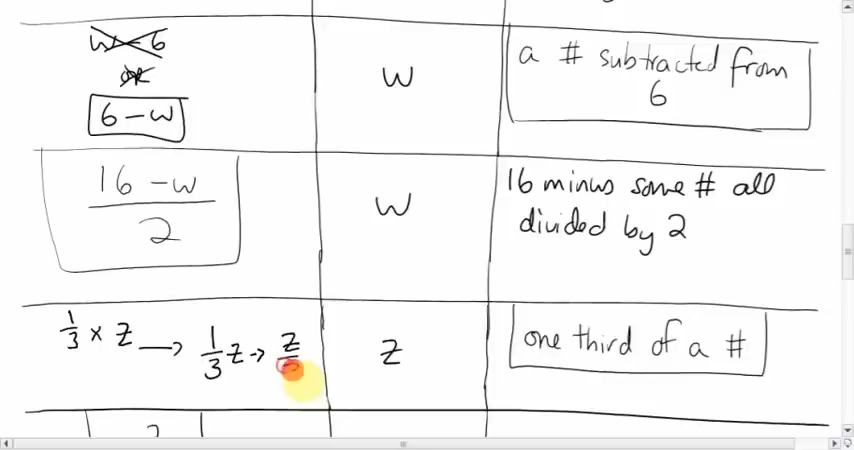 w - 6
or
6 - w
w
a # subtracted from
6
16 - w
2
w
16 minus some # all
divided by 2
1/3 × z → 1/3 z → z
z
one third of a #